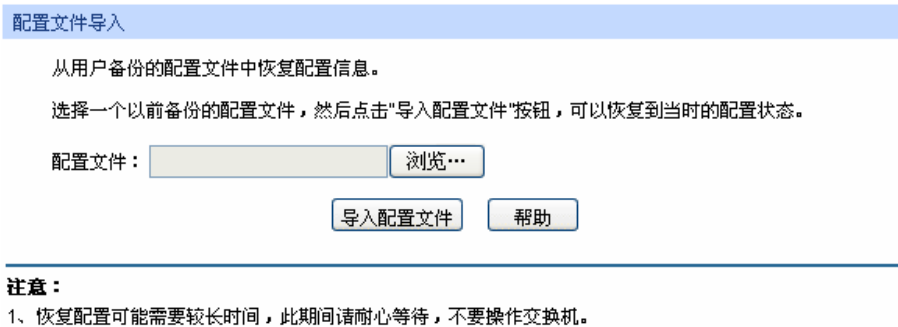 配置文件导入
从用户备份的配置文件中恢复配置信息。
选择一个以前备份的配置文件，然后点击"导入配置文件"按钮，可以恢复到当时的配置状态。
配置文件： 浏览…
导入配置文件 帮助
注意：
1、恢复配置可能需要较长时间，此期间请耐心等待，不要操作交换机。